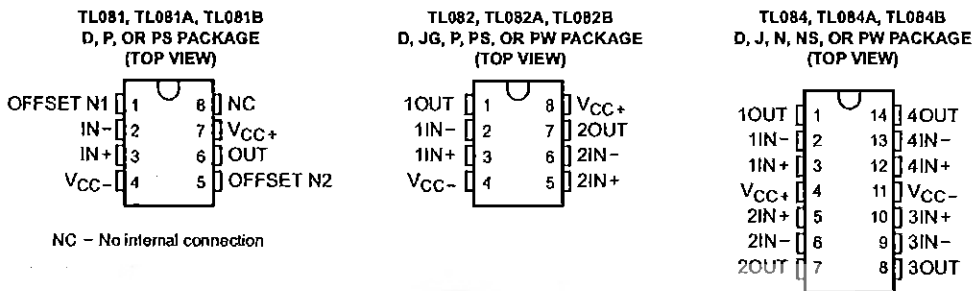 TL081, TL081A, TL081B
D, P, OR PS PACKAGE
(TOP VIEW)
OFFSET N1 1 8 NC
IN− 2 7 VCC+
IN+ 3 6 OUT
VCC− 4 5 OFFSET N2
NC − No internal connection
TL082, TL082A, TL082B
D, JG, P, PS, OR PW PACKAGE
(TOP VIEW)
1OUT 1 8 VCC+
1IN− 2 7 2OUT
1IN+ 3 6 2IN−
VCC− 4 5 2IN+
TL084, TL084A, TL084B
D, J, N, NS, OR PW PACKAGE
(TOP VIEW)
1OUT 1 14 4OUT
1IN− 2 13 4IN−
1IN+ 3 12 4IN+
VCC+ 4 11 VCC−
2IN+ 5 10 3IN+
2IN− 6 9 3IN−
2OUT 7 8 3OUT